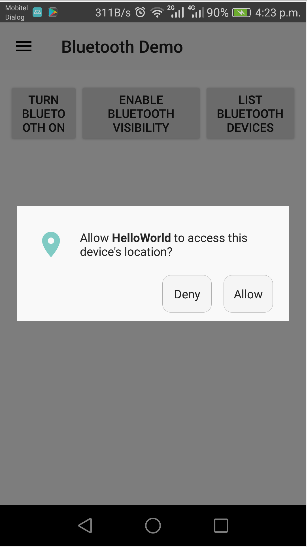 Mobitel
Dialog
311B/s 2G 4G 90% 4:23 p.m.
Bluetooth Demo
TURN
BLUETO
OTH ON
ENABLE
BLUETOOTH
VISIBILITY
LIST
BLUETOOTH
DEVICES
Allow HelloWorld to access this
device's location?
Deny Allow